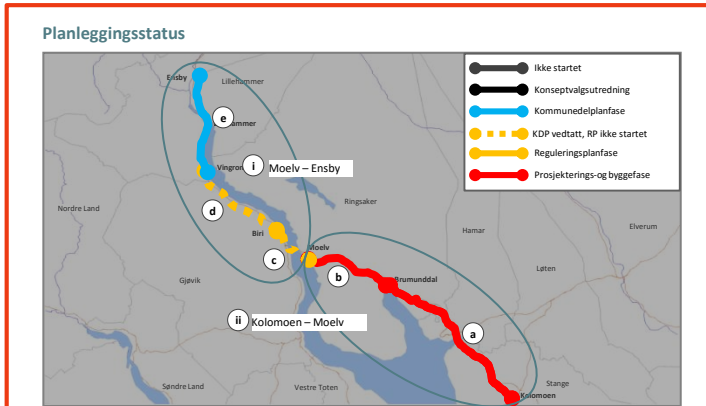 Planleggingsstatus
Ikke startet
Konseptvalgsutredning
Kommunedelplanfase
KDP vedtatt, RP ikke startet
Reguleringsplanfase
Prosjekterings-og byggefase
Ensby
Lillehammer
e
Vingrom
i
Moelv – Ensby
Nordre Land
d
Ringsaker
Biri
Hamar
Elverum
Moelv
c
Løten
Gjøvik
b
Brumunddal
ii
Kolomoen – Moelv
a
Søndre Land
Vestre Toten
Stange
Kolomoen